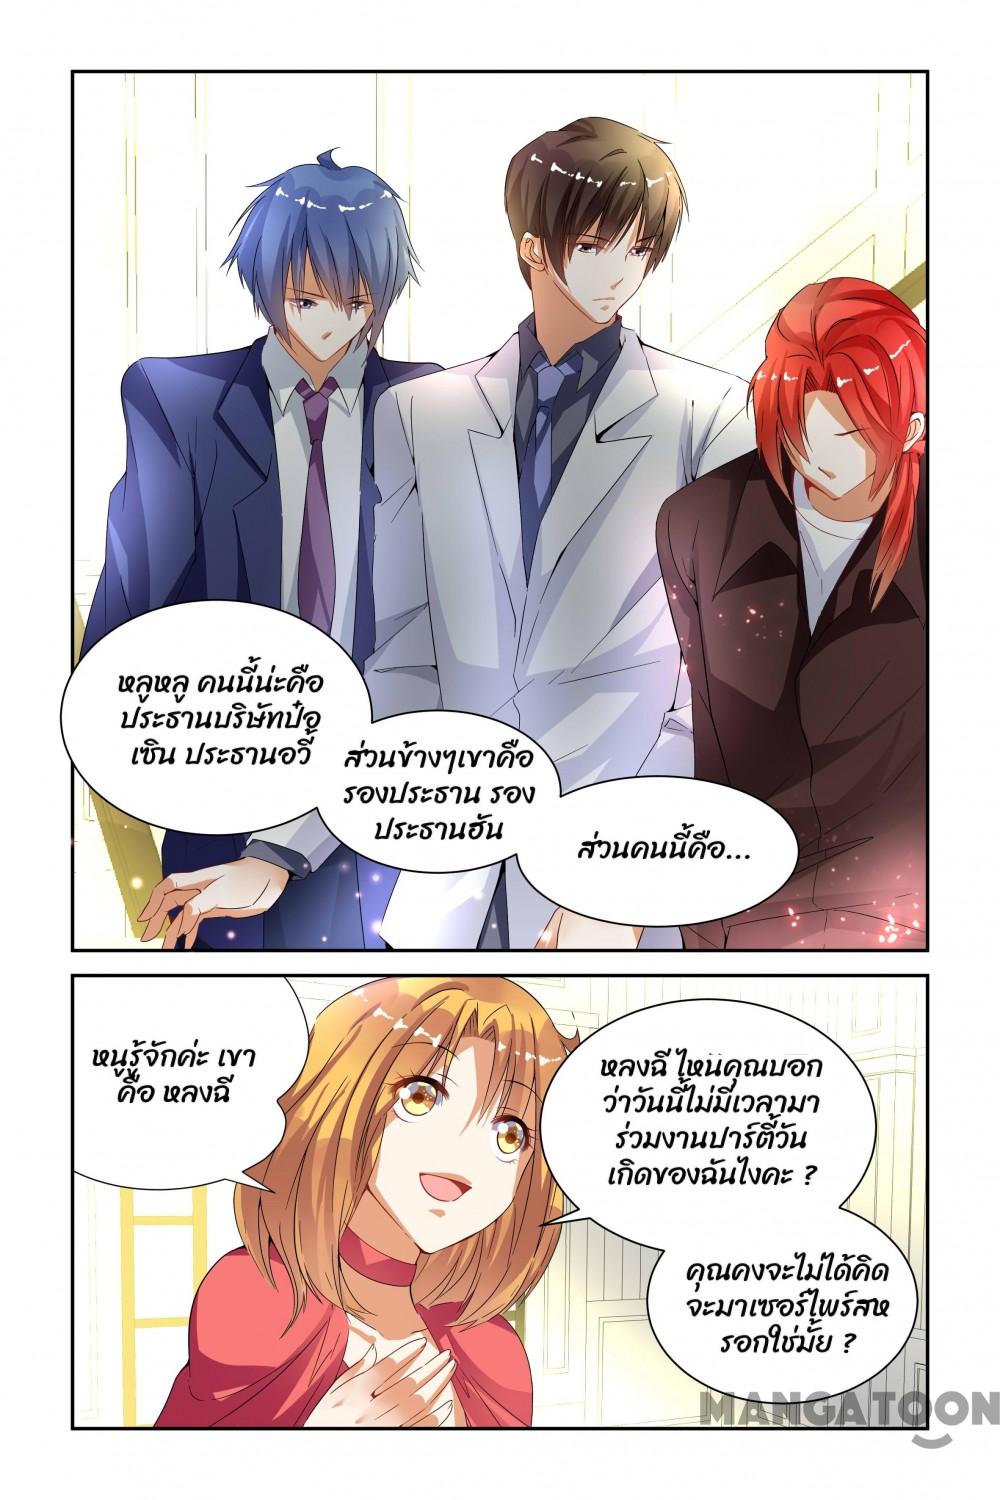 หลูหลู คนนี้น่ะคือ
ประธานบริษัทป๋อ
เซิน ประธานอวี้
ส่วนข้างๆเขาคือ
รองประธาน รอง
ประธานฮัน
ส่วนคนนี้คือ...
หนูรู้จักค่ะ เขา
คือ หลงฉี
หลงฉี ไหนคุณบอก
ว่าวันนี้ไม่มีเวลามา
ร่วมงานปาร์ตี้วัน
เกิดของฉันไงคะ ?
คุณคงจะไม่ได้คิด
จะมาเซอร์ไพร์สห
รอกใช่มั้ย ?
MANGATOON